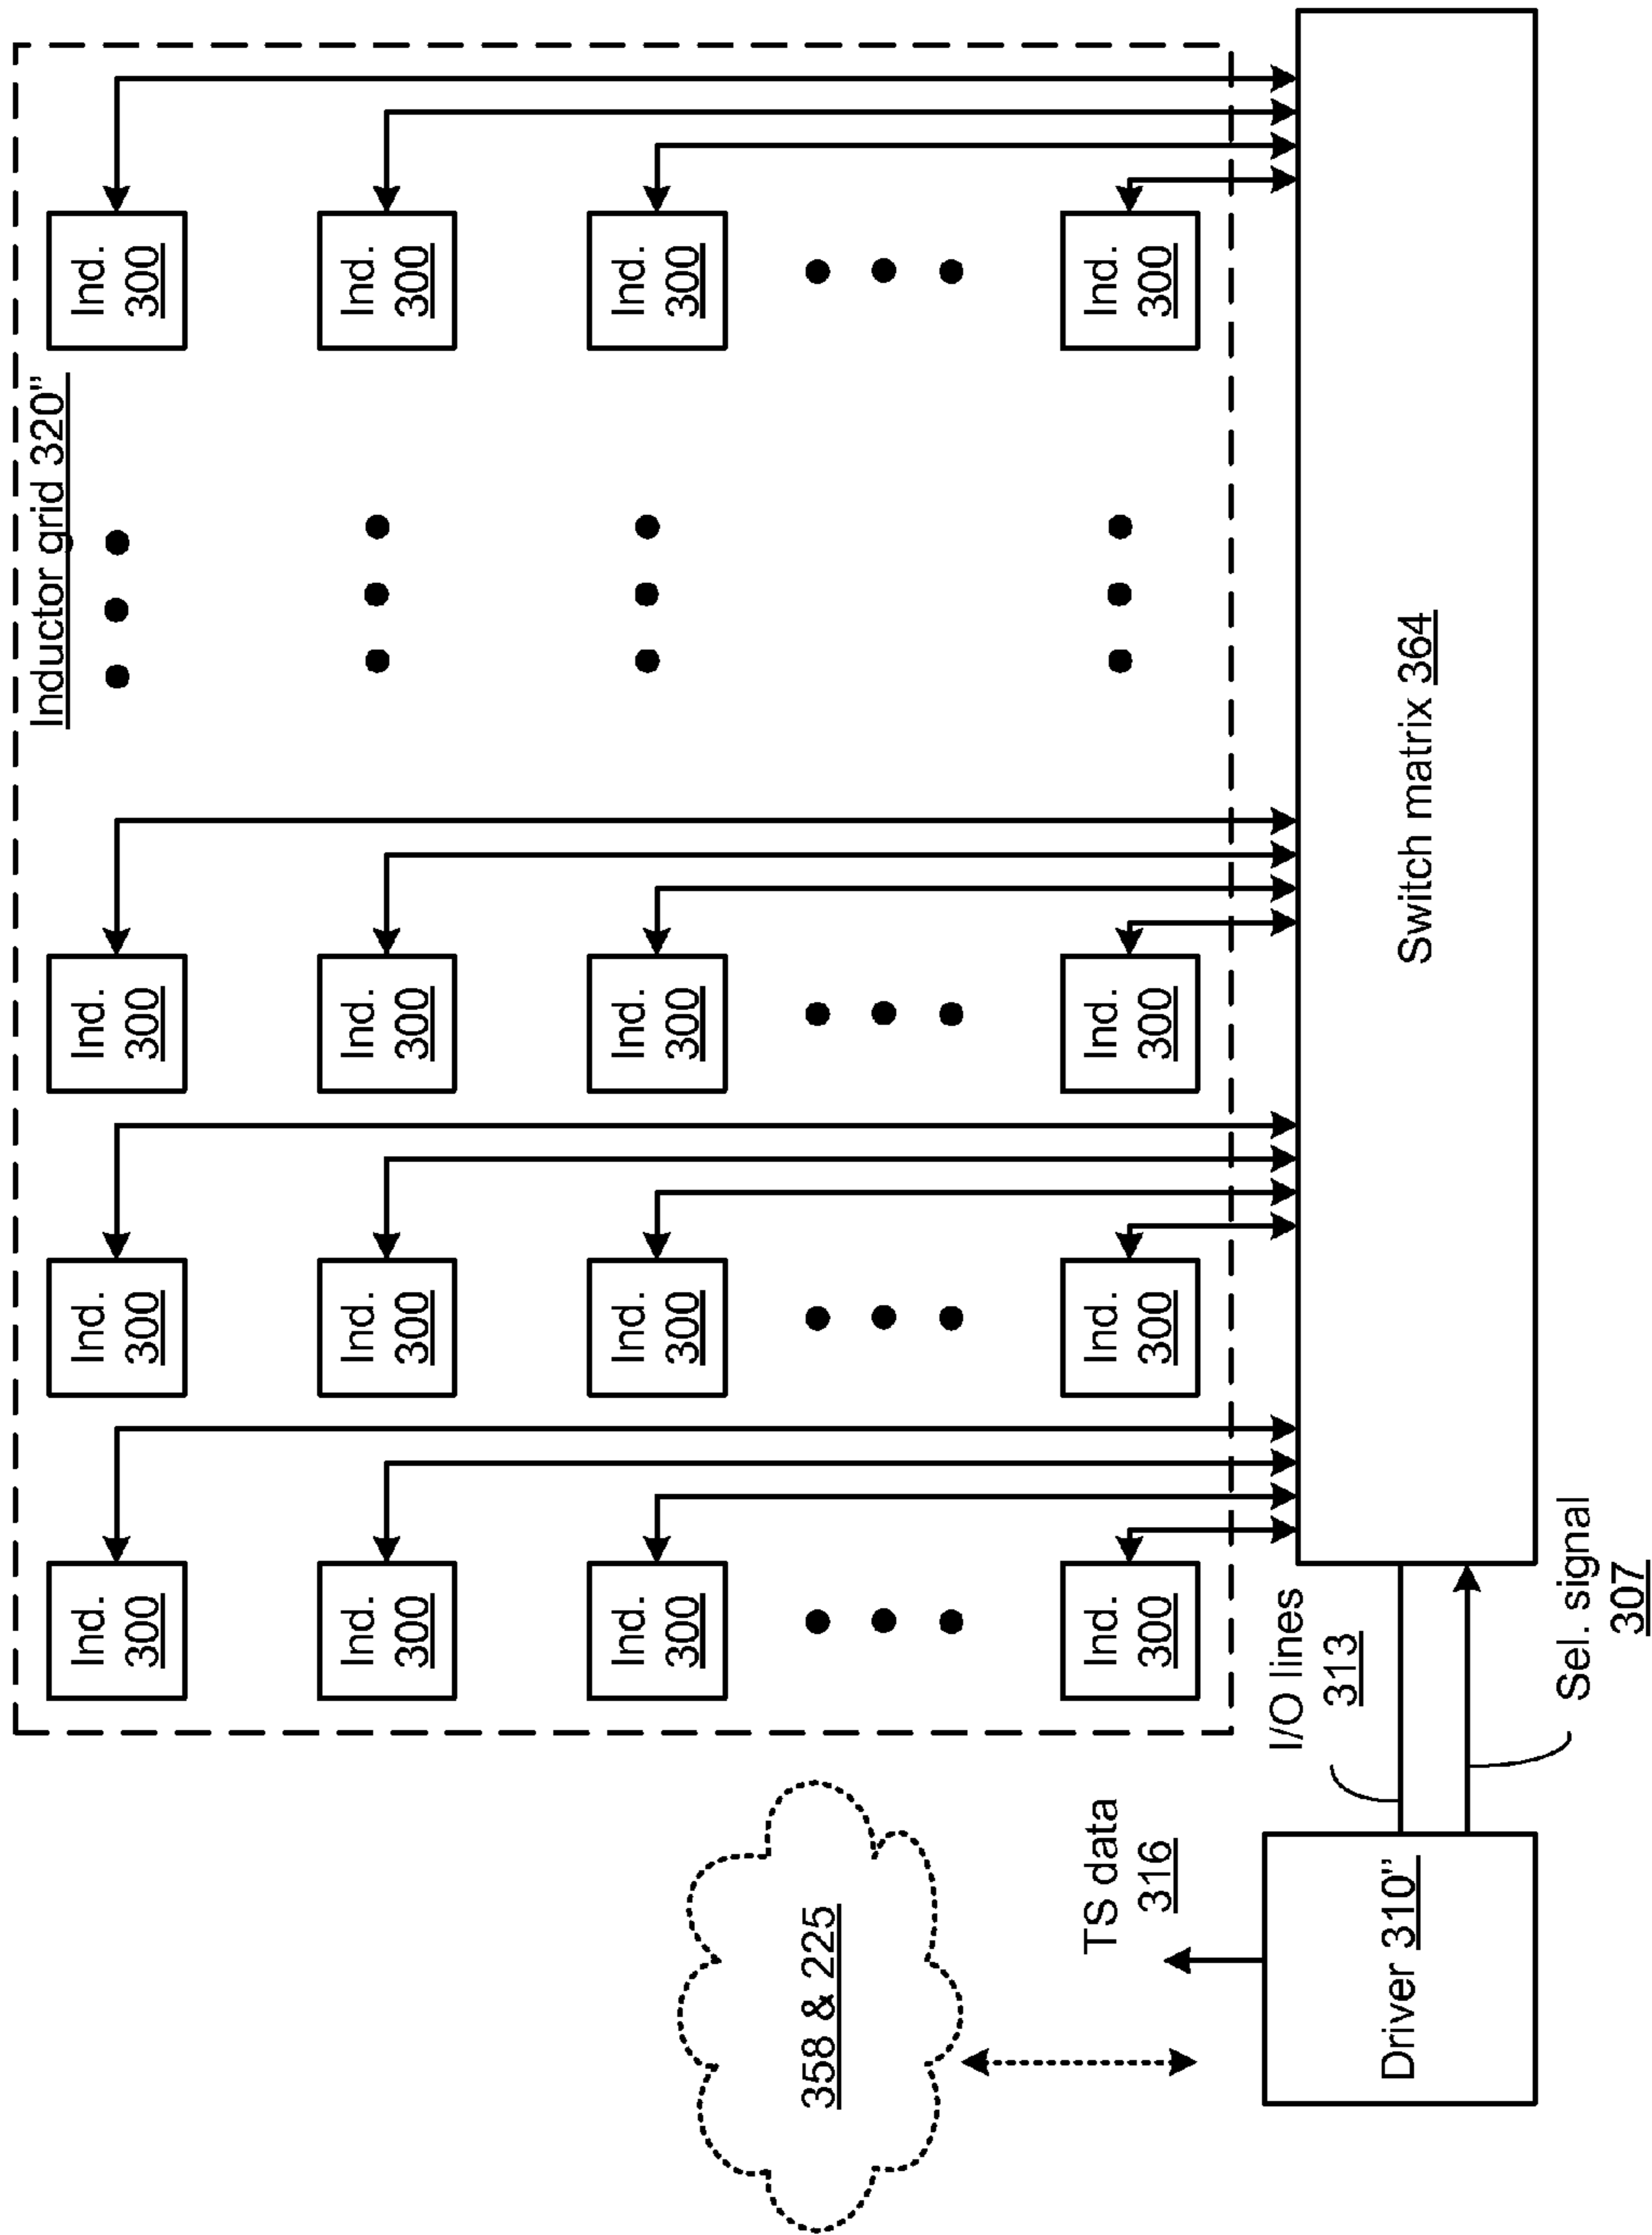 Inductor grid 320"
Ind.
300
Ind.
300
Ind.
300
Ind.
300
Ind.
300
Ind.
300
Ind.
300
Ind.
300
Ind.
300
Ind.
300
Ind.
300
Ind.
300
358 & 225
Ind.
300
Ind.
300
Ind.
300
Ind.
300
TS data
316
I/O lines
313
Driver 310"
Switch matrix 364
Sel. signal
307